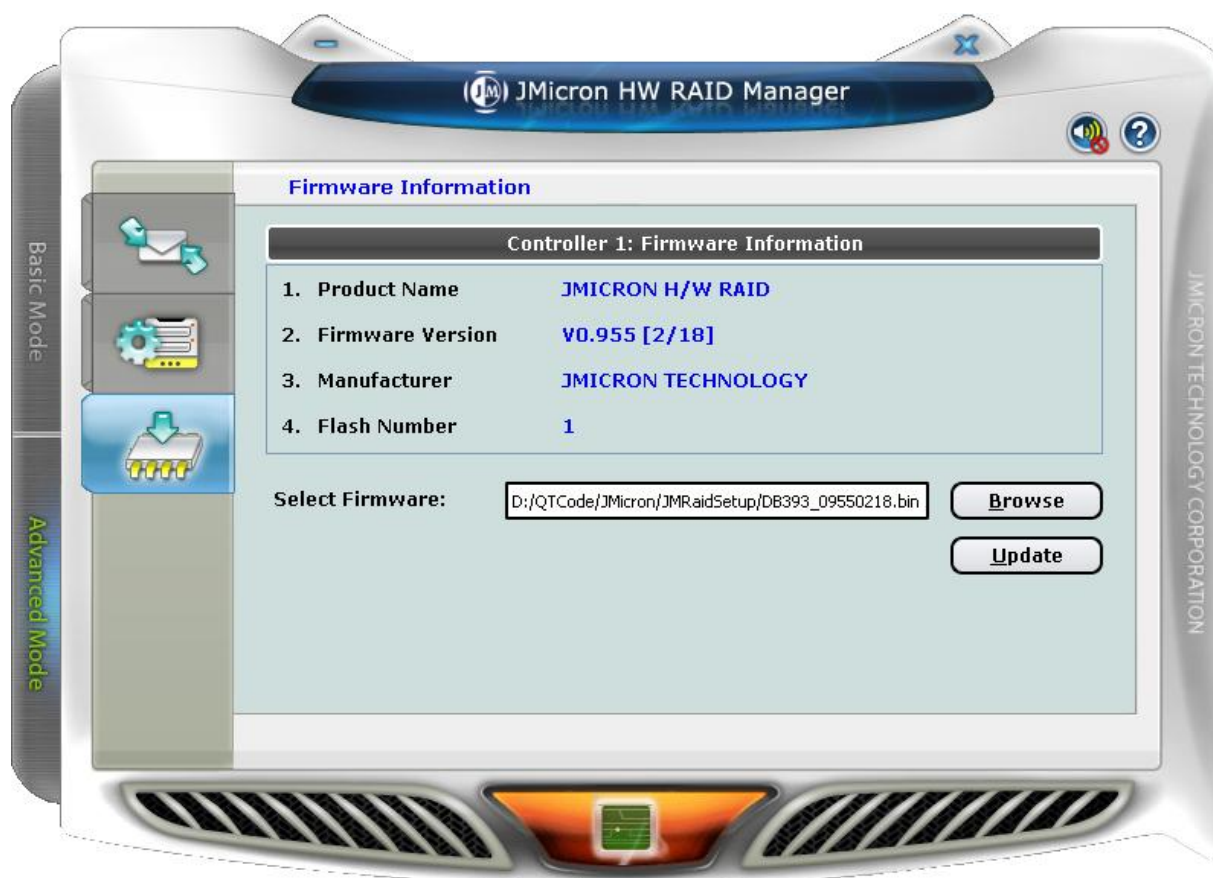 JM JMicron HW RAID Manager
?
Firmware Information
Controller 1: Firmware Information
1. Product Name JMICRON H/W RAID
2. Firmware Version V0.955 [2/18]
3. Manufacturer JMICRON TECHNOLOGY
4. Flash Number 1
Select Firmware: D:/QTCode/JMicron/JMRaidSetup/DB393_09550218.bin Browse
Update
Basic Mode
Advanced Mode
JMICRON TECHNOLOGY CORPORATION